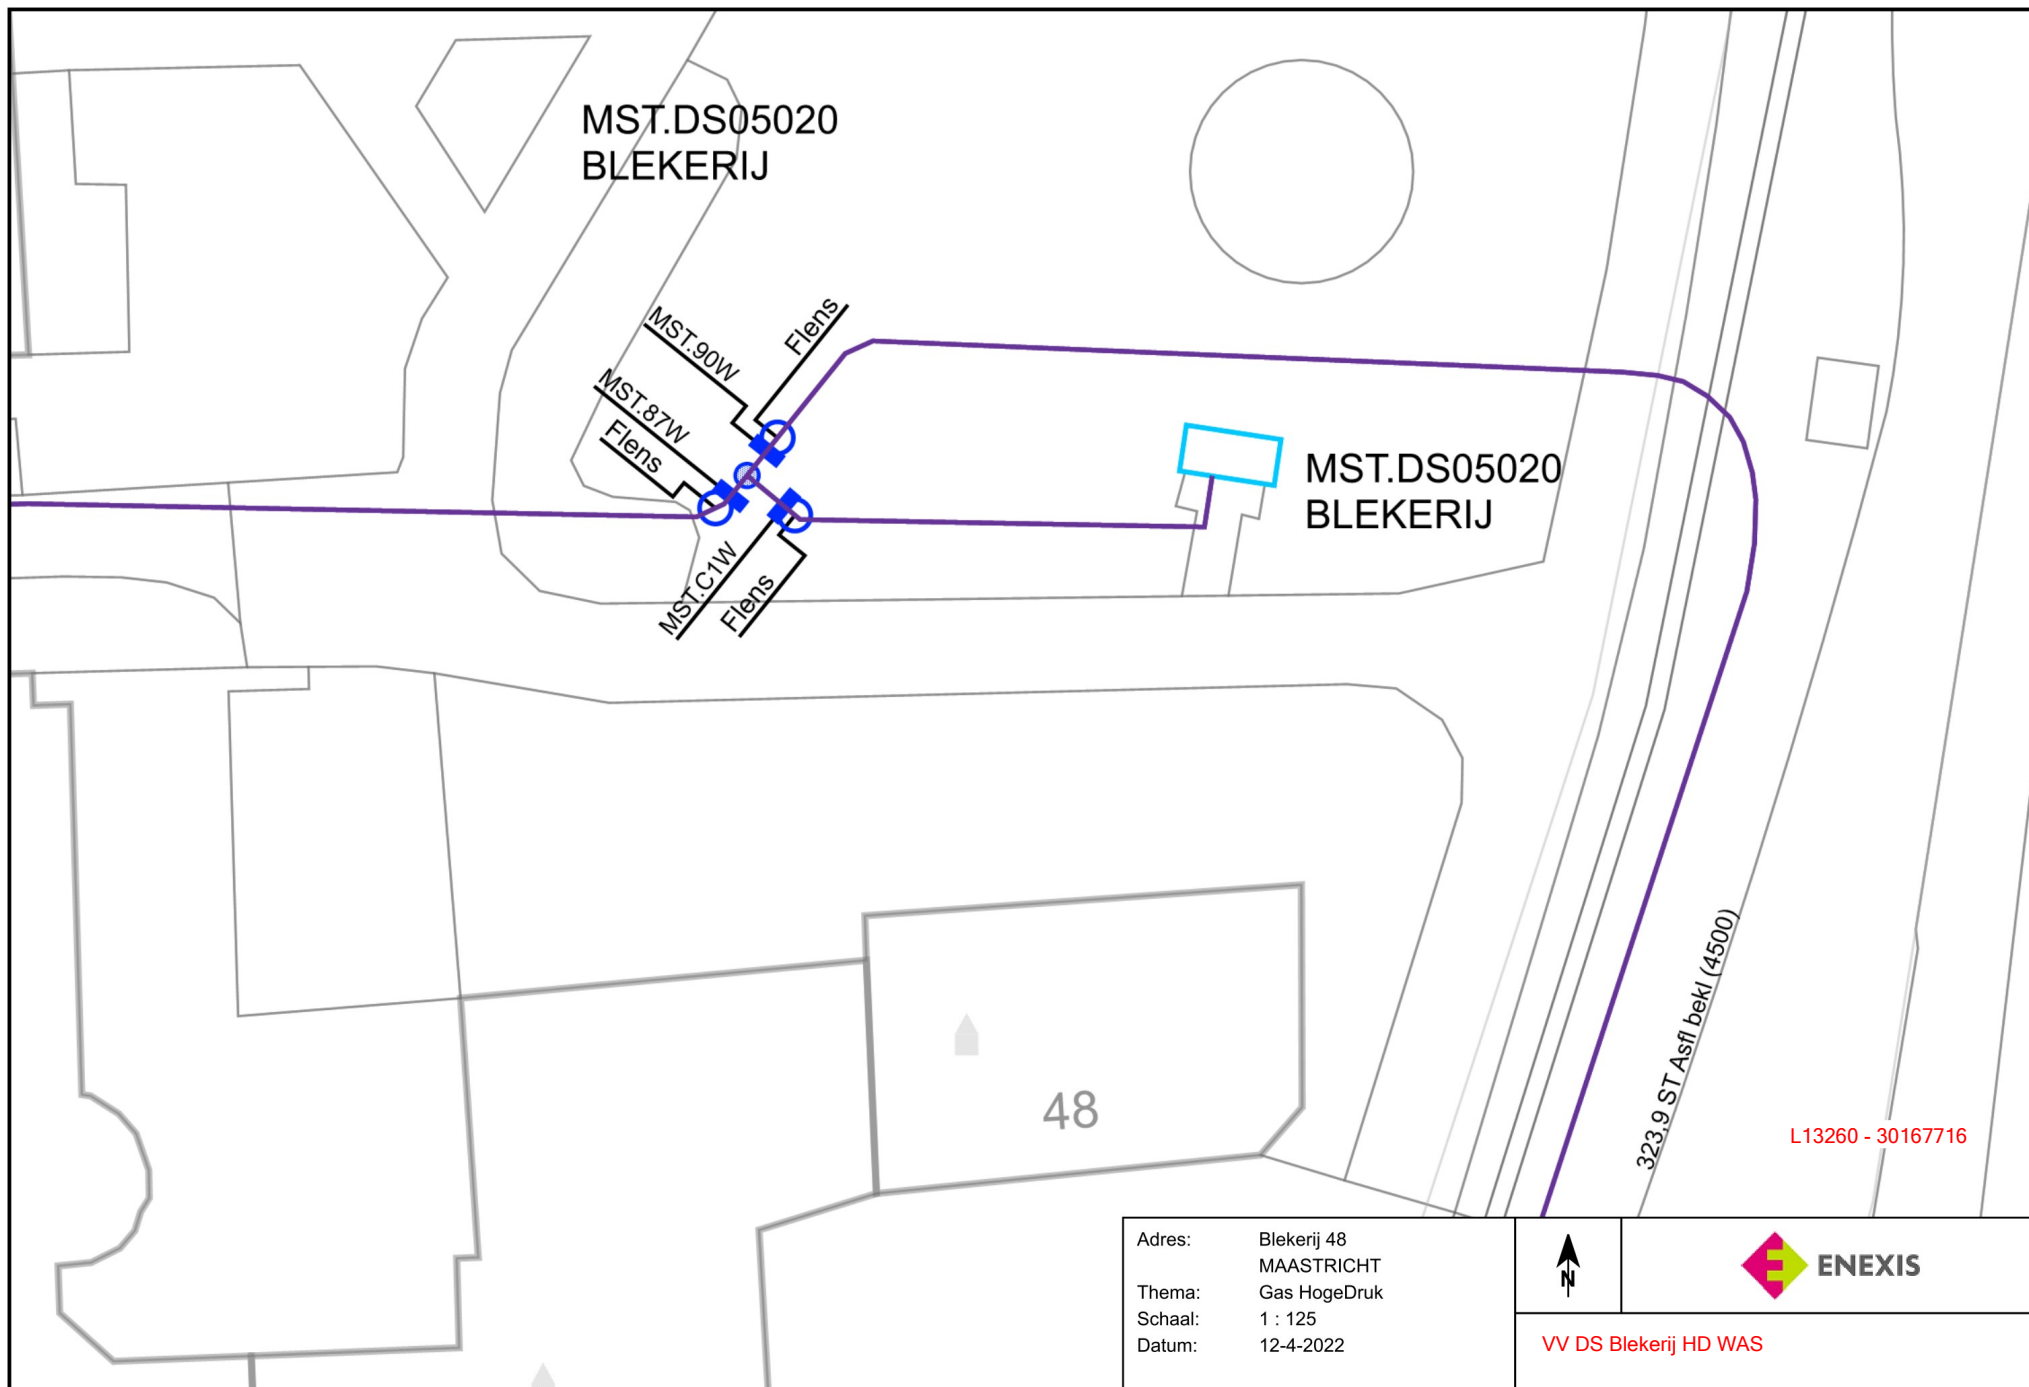 MST.DS05020
BLEKERIJ
MST.90W
Flens
MST.87W
Flens
MST.DS05020
BLEKERIJ
MST.C1W
Flens
323,9 ST Asfl bekl (4500)
48
L13260 - 30167716
Adres: Blekerij 48
MAASTRICHT
Thema: Gas HogeDruk
Schaal: 1 : 125
Datum: 12-4-2022
N
ENEXIS
VV DS Blekerij HD WAS